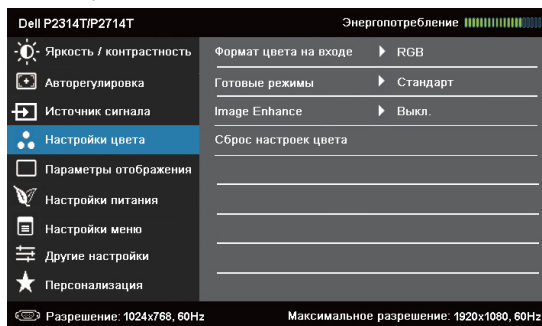 Dell P2314T/P2714T Энергопотребление
Яркость / контрастность Формат цвета на входе RGB
Авторегулировка Готовые режимы Стандарт
Источник сигнала Image Enhance Выкл.
Настройки цвета Сброс настроек цвета
Параметры отображения
Настройки питания
Настройки меню
Другие настройки
Персонализация
Разрешение: 1024x768, 60Hz Максимальное разрешение: 1920x1080, 60Hz